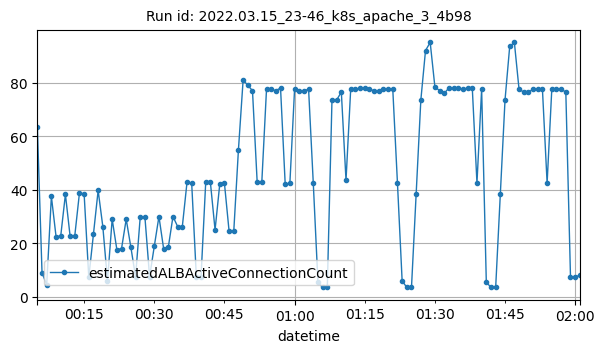 Run id: 2022.03.15_23-46_k8s_apache_3_4b98
80
60
40
20
0
estimatedALBActiveConnectionCount
00:15 00:30 00:45 01:00 01:15 01:30 01:45 02:00
datetime